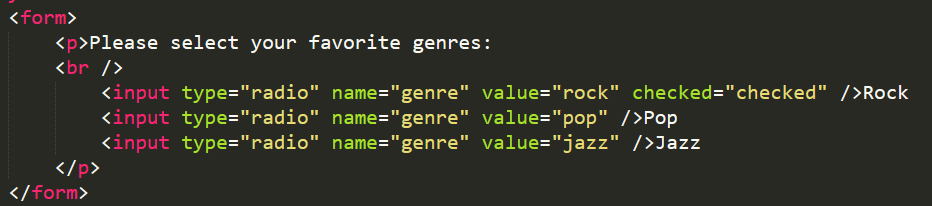 <form>
<p>Please select your favorite genres:
<br />
<input type="radio" name="genre" value="rock" checked="checked" />Rock
<input type="radio" name="genre" value="pop" />Pop
<input type="radio" name="genre" value="jazz" />Jazz
</p>
</form>